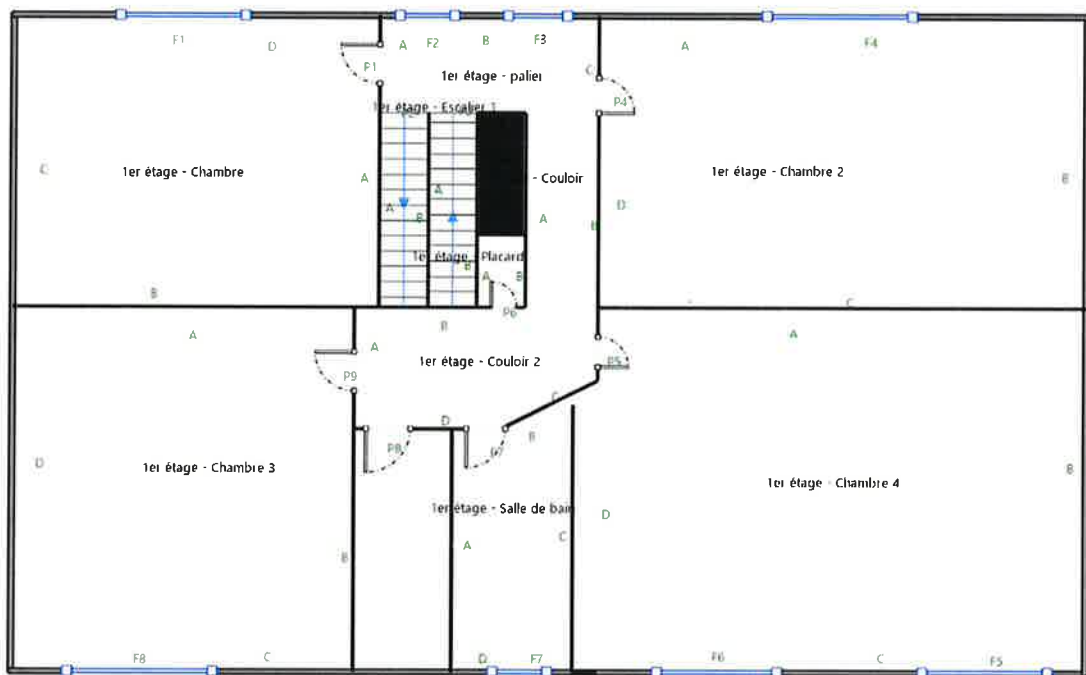 F1
D
A
F2
B
F3
A
F4
P1
1er étage - palier
C
P4
1er étage - Escalier 1
C
1er étage - Chambre
A
A
A
B
- Couloir
A
B
D
1er étage - Chambre 2
B
1er étage - Placard
B
A
B
B
P6
C
A
B
A
1er étage - Couloir 2
P5
A
P9
C
D
B
P8
D
1er étage - Chambre 3
1er étage - Chambre 4
B
1er étage - Salle de bain
D
A
C
B
F8
C
D
F7
F6
C
F5